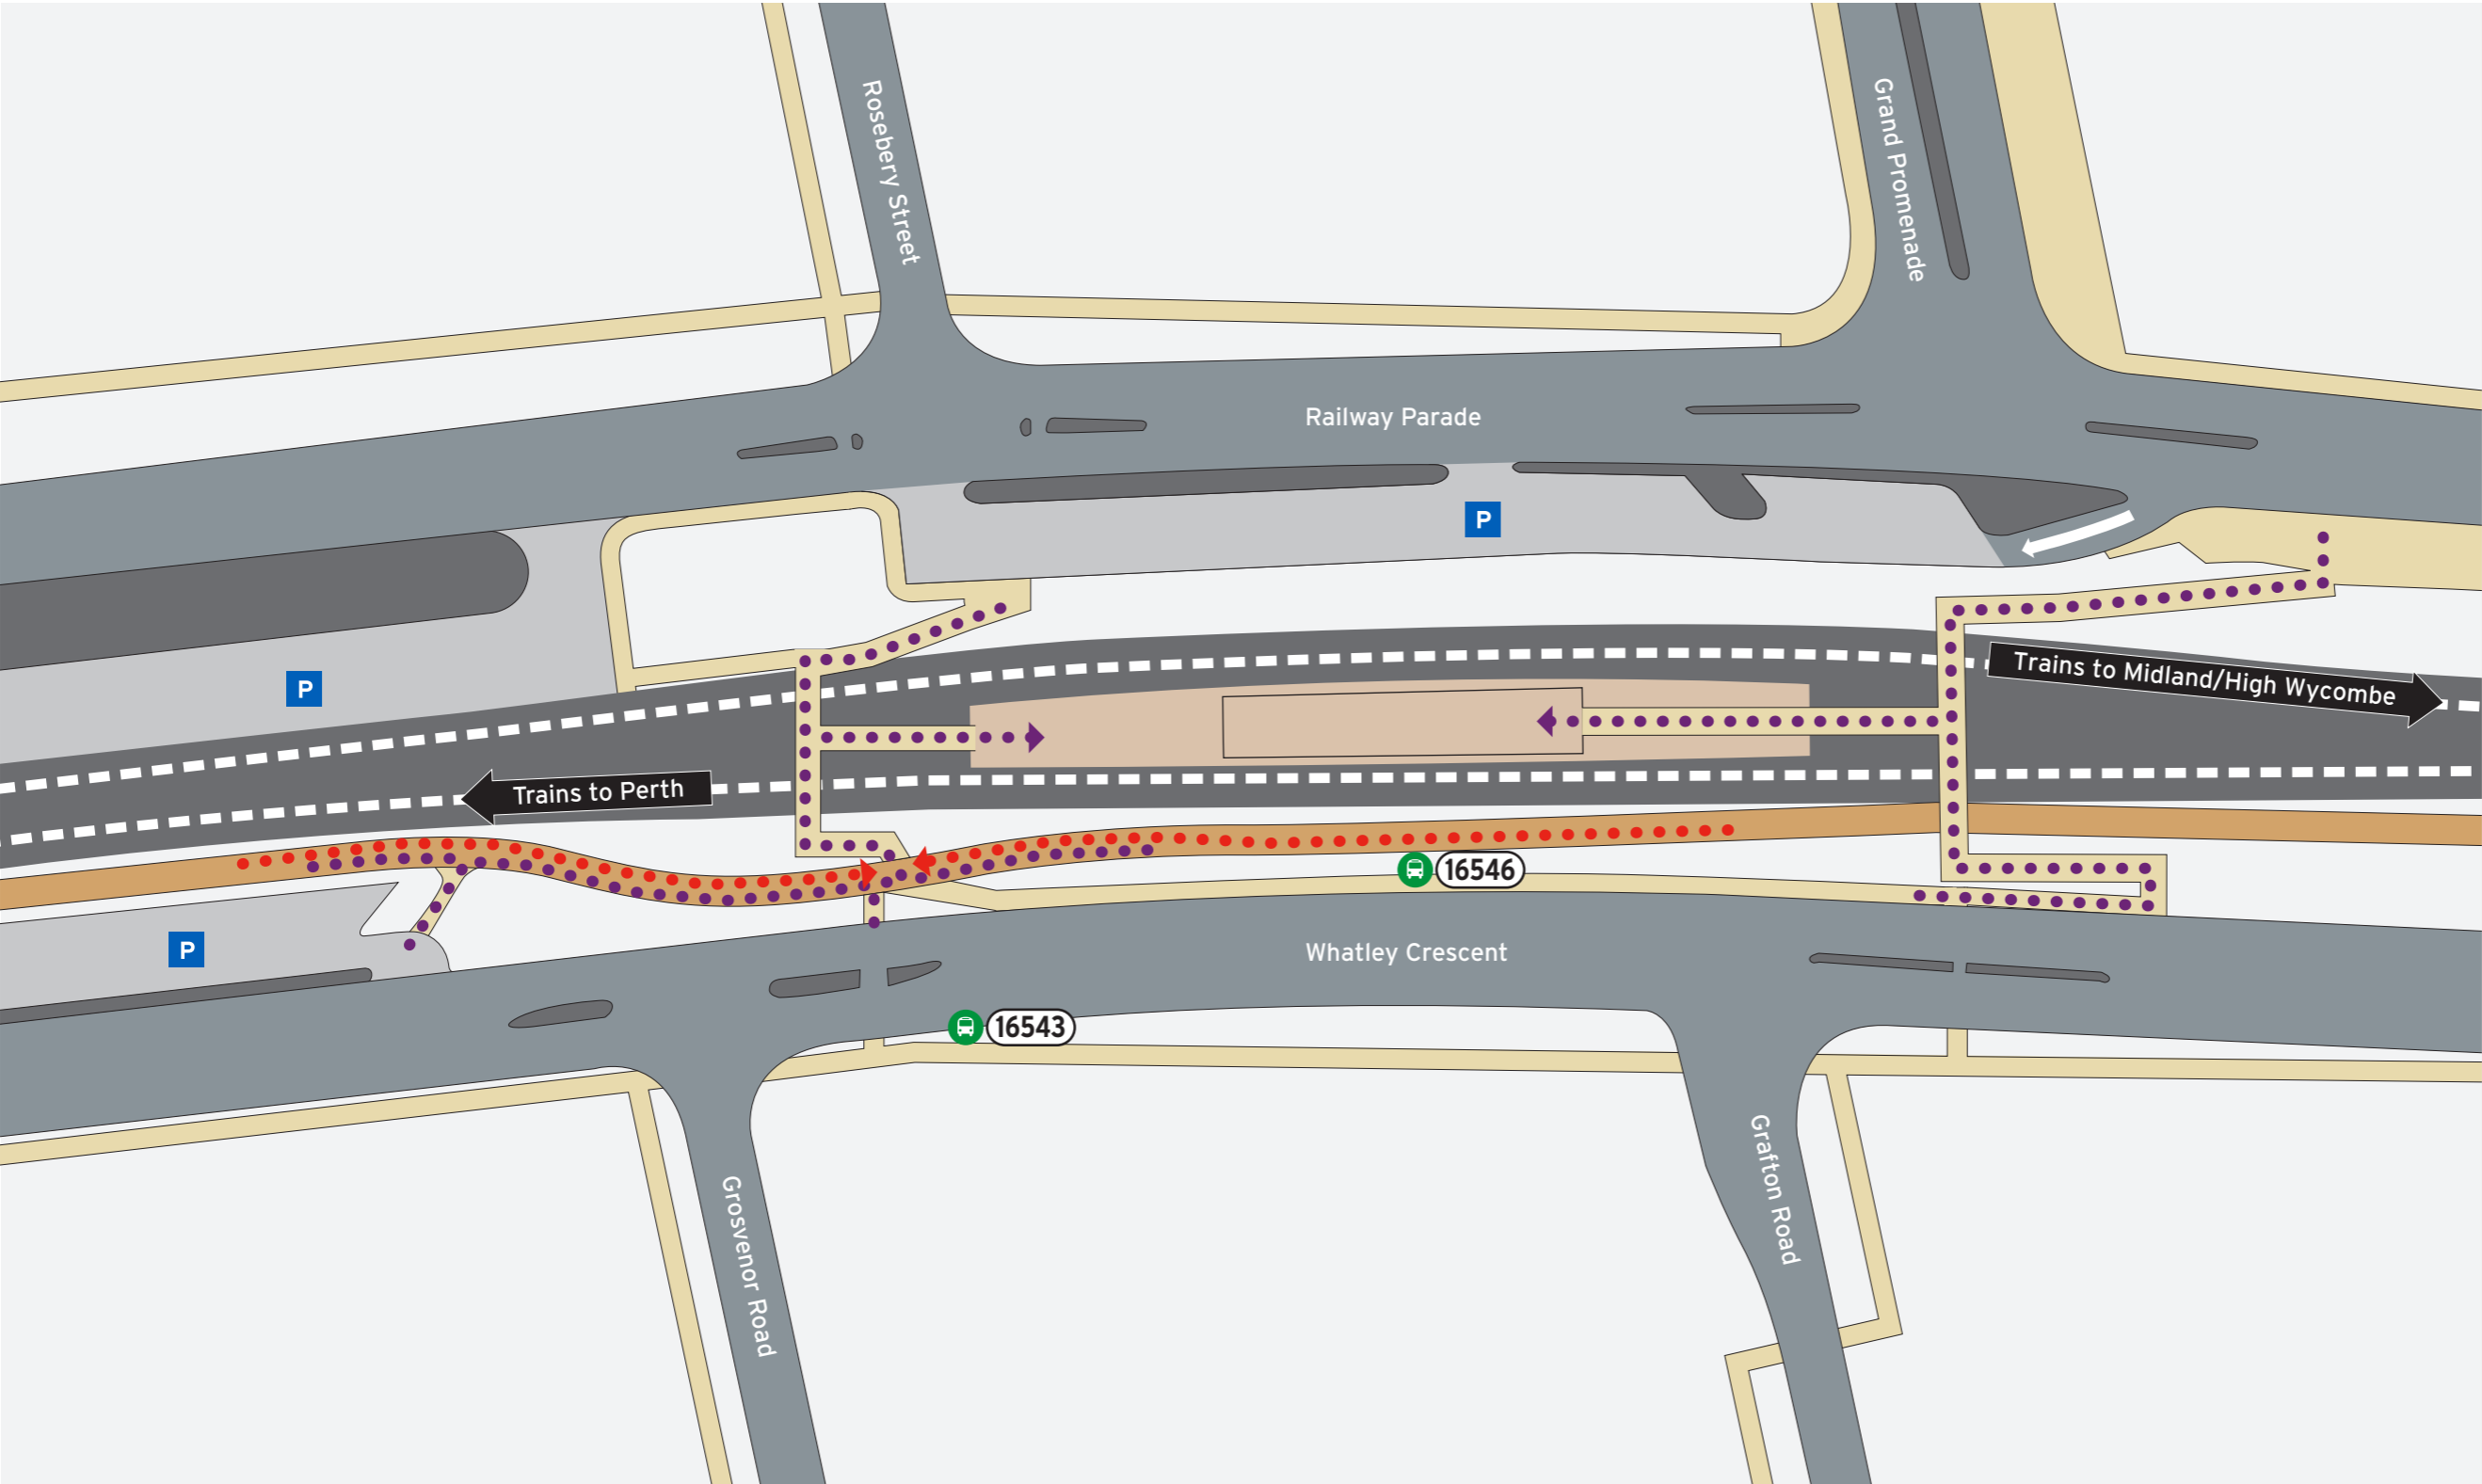 Rosebery Street
Grand Promenade
Railway Parade
P
Trains to Midland/High Wycombe
P
Trains to Perth
16546
P
Whatley Crescent
16543
Grafton Road
Grosvenor Road